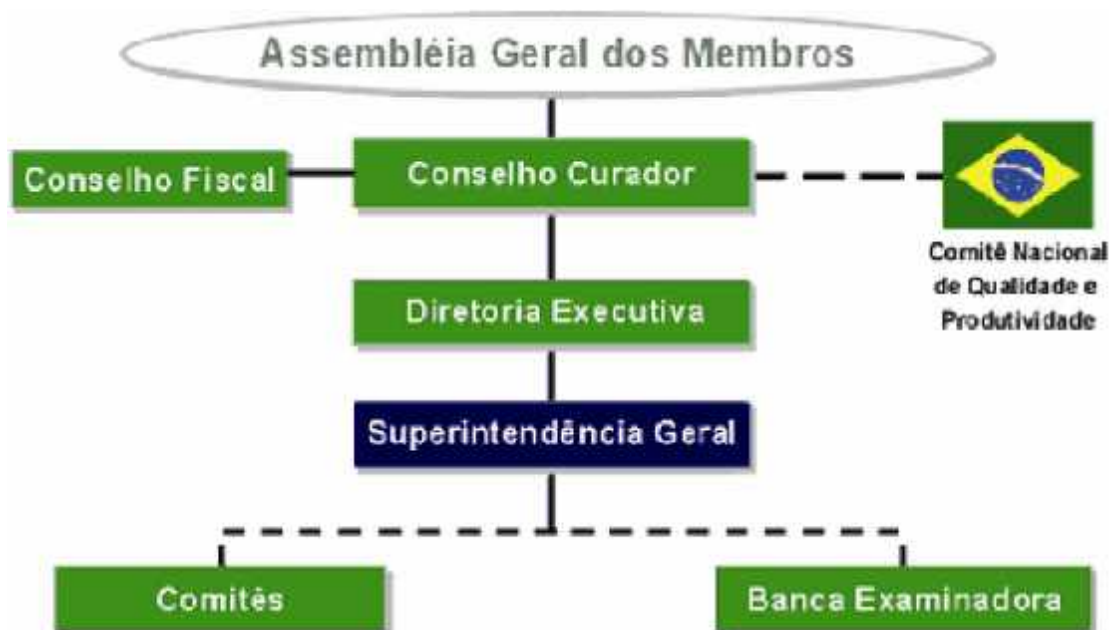 Assembléia Geral dos Membros
Conselho Fiscal
Conselho Curador
Comitê Nacional
de Qualidade e
Produtividade
Diretoria Executiva
Superintendência Geral
Comitês
Banca Examinadora